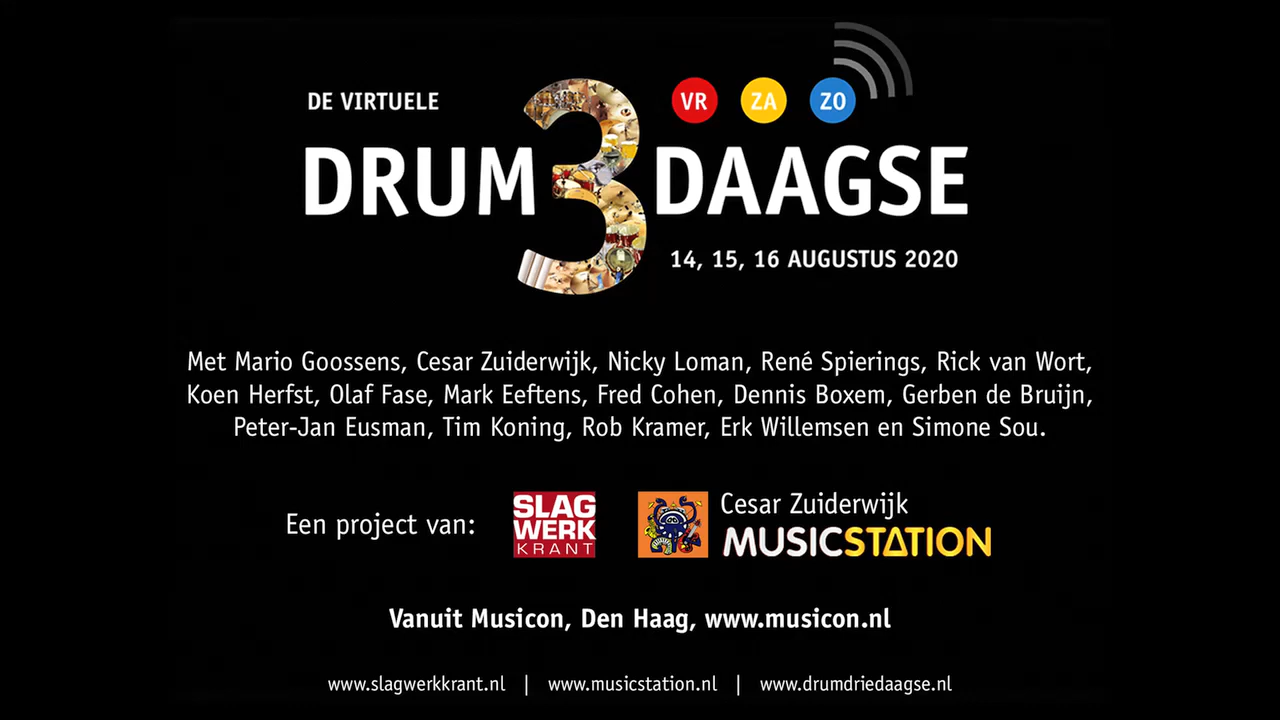 DE VIRTUELE
VR ZA ZO
DRUM3DAAGSE
14, 15, 16 AUGUSTUS 2020
Met Mario Goossens, Cesar Zuiderwijk, Nicky Loman, René Spierings, Rick van Wort,
Koen Herfst, Olaf Fase, Mark Eeftens, Fred Cohen, Dennis Boxem, Gerben de Bruijn,
Peter-Jan Eusman, Tim Koning, Rob Kramer, Erk Willemsen en Simone Sou.
Een project van:
SLAG
WERK
KRANT
Cesar Zuiderwijk
MUSICSTATION
Vanuit Musicon, Den Haag, www.musicon.nl
www.slagwerkkrant.nl | www.musicstation.nl | www.drumdriedaagse.nl